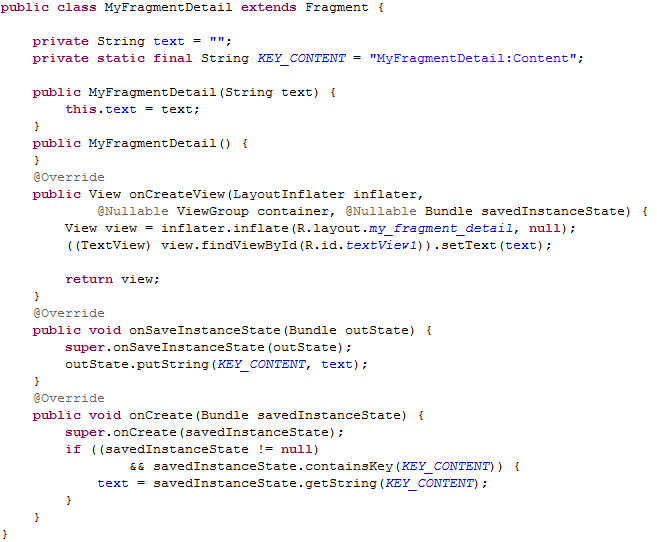 public class MyFragmentDetail extends Fragment {
private String text = "";
private static final String KEY_CONTENT = "MyFragmentDetail:Content";
public MyFragmentDetail(String text) {
this.text = text;
}
public MyFragmentDetail() {
}
@Override
public View onCreateView(LayoutInflater inflater,
@Nullable ViewGroup container, @Nullable Bundle savedInstanceState) {
View view = inflater.inflate(R.layout.my_fragment_detail, null);
((TextView) view.findViewById(R.id.textView1)).setText(text);
return view;
}
@Override
public void onSaveInstanceState(Bundle outState) {
super.onSaveInstanceState(outState);
outState.putString(KEY_CONTENT, text);
}
@Override
public void onCreate(Bundle savedInstanceState) {
super.onCreate(savedInstanceState);
if ((savedInstanceState != null)
&& savedInstanceState.containsKey(KEY_CONTENT)) {
text = savedInstanceState.getString(KEY_CONTENT);
}
}
}